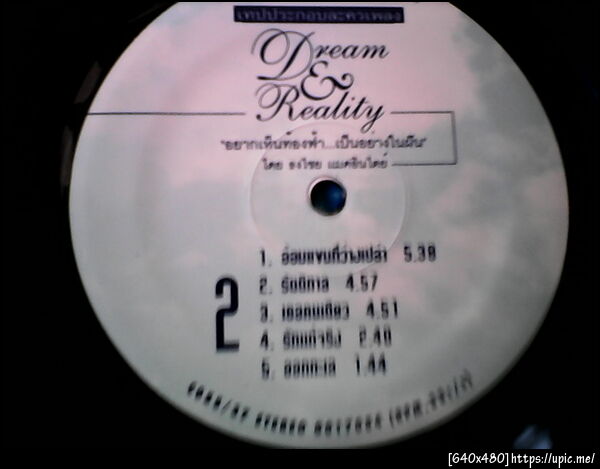 เทปประกอบละครเพลง
Dream
&
Reality
"อยากเห็นท้องฟ้า...เป็นอย่างในฝัน"
โดย ธงไชย แมคอินไตย์
2
1. อ้อมแขนที่ว่างเปล่า 5.39
2. รัตติกาล 4.57
3. เธอคนเดียว 4.51
4. รักแท้จริง 2.40
5. ออกทะเล 1.44
[640x480]https://upic.me/